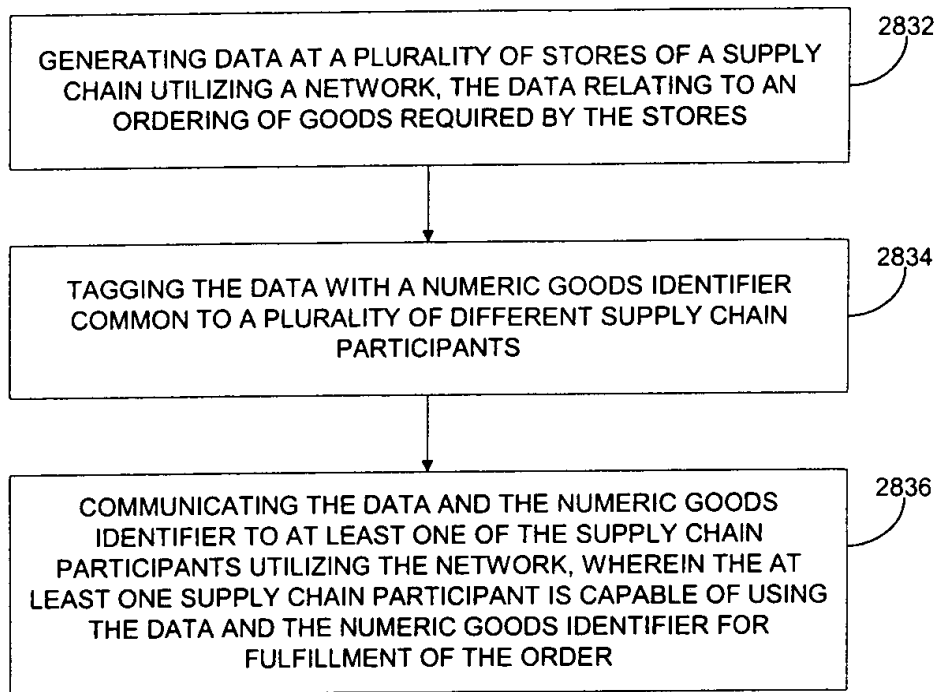 2832
GENERATING DATA AT A PLURALITY OF STORES OF A SUPPLY
CHAIN UTILIZING A NETWORK, THE DATA RELATING TO AN
ORDERING OF GOODS REQUIRED BY THE STORES
2834
TAGGING THE DATA WITH A NUMERIC GOODS IDENTIFIER
COMMON TO A PLURALITY OF DIFFERENT SUPPLY CHAIN
PARTICIPANTS
2836
COMMUNICATING THE DATA AND THE NUMERIC GOODS
IDENTIFIER TO AT LEAST ONE OF THE SUPPLY CHAIN
PARTICIPANTS UTILIZING THE NETWORK, WHEREIN THE AT
LEAST ONE SUPPLY CHAIN PARTICIPANT IS CAPABLE OF USING
THE DATA AND THE NUMERIC GOODS IDENTIFIER FOR
FULFILLMENT OF THE ORDER